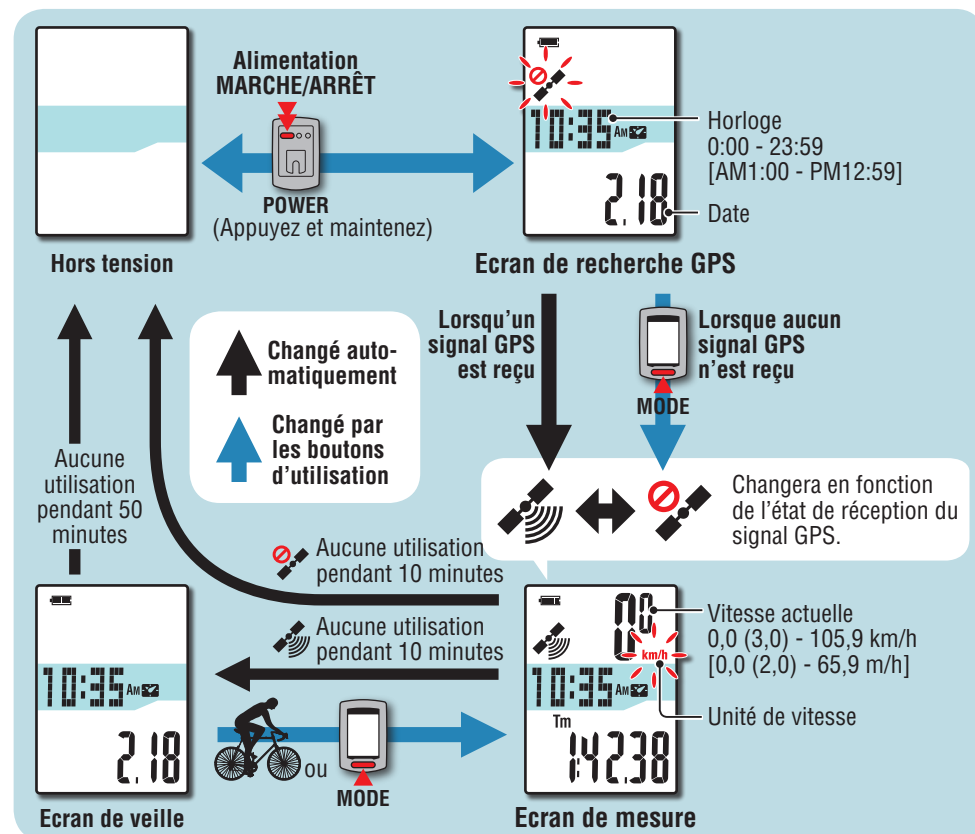 Alimentation
MARCHE/ARRÊT
POWER
(Appuyez et maintenez)
Hors tension
10:35 AM
2.18
Horloge
0:00 - 23:59
[AM1:00 - PM12:59]
Date
Ecran de recherche GPS
Changé auto-
matiquement
Changé par
les boutons
d'utilisation
Lorsqu'un
signal GPS
est reçu
Lorsque aucun
signal GPS
n'est reçu
MODE
Changera en fonction
de l'état de réception du
signal GPS.
Aucune
utilisation
pendant 50
minutes
Aucune utilisation
pendant 10 minutes
Aucune utilisation
pendant 10 minutes
10:35 AM
2.18
Ecran de veille
ou
MODE
0.0
km/h
10:35 AM
Tm
1:42.38
Vitesse actuelle
0,0 (3,0) - 105,9 km/h
[0,0 (2,0) - 65,9 m/h]
Unité de vitesse
Ecran de mesure